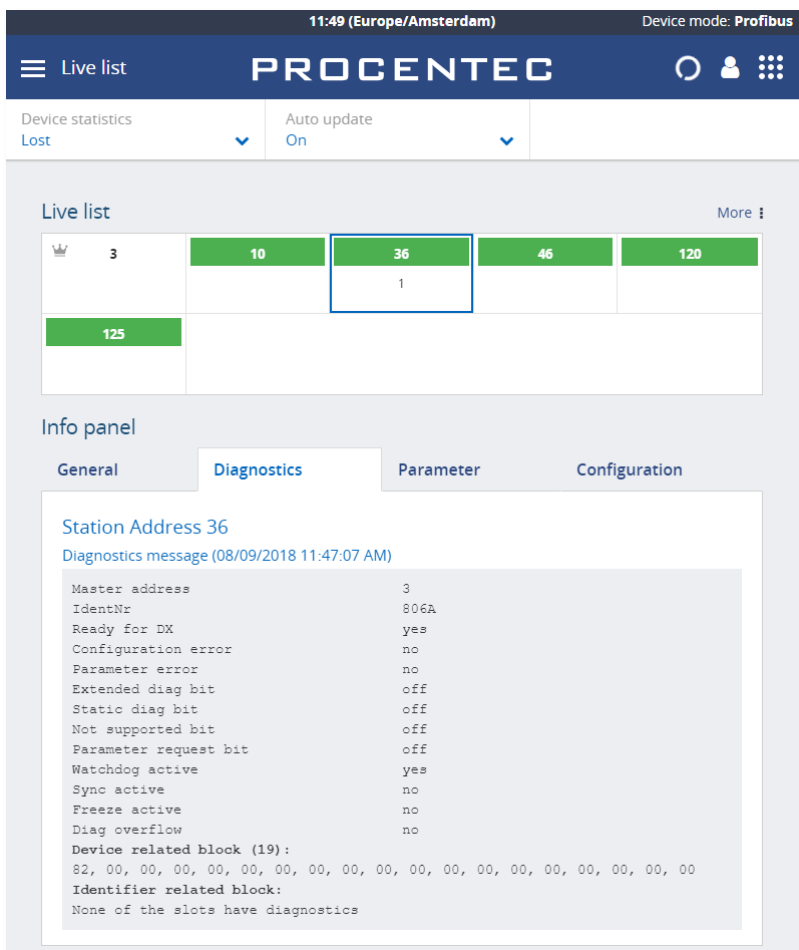 11:49 (Europe/Amsterdam) Device mode: Profibus
Live list PROCENTEC
Device statistics Auto update
Lost On
Live list More
3 10 36 46 120
1
125
Info panel
General Diagnostics Parameter Configuration
Station Address 36
Diagnostics message (08/09/2018 11:47:07 AM)
Master address 3
IdentNr 806A
Ready for DX yes
Configuration error no
Parameter error no
Extended diag bit off
Static diag bit off
Not supported bit off
Parameter request bit off
Watchdog active yes
Sync active no
Freeze active no
Diag overflow no
Device related block (19):
82, 00, 00, 00, 00, 00, 00, 00, 00, 00, 00, 00, 00, 00, 00, 00, 00, 00, 00
Identifier related block:
None of the slots have diagnostics